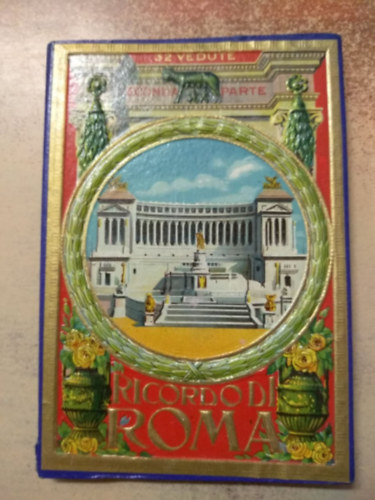 32 VEDUTE
SECONDA PARTE
RICORDO DI
ROMA